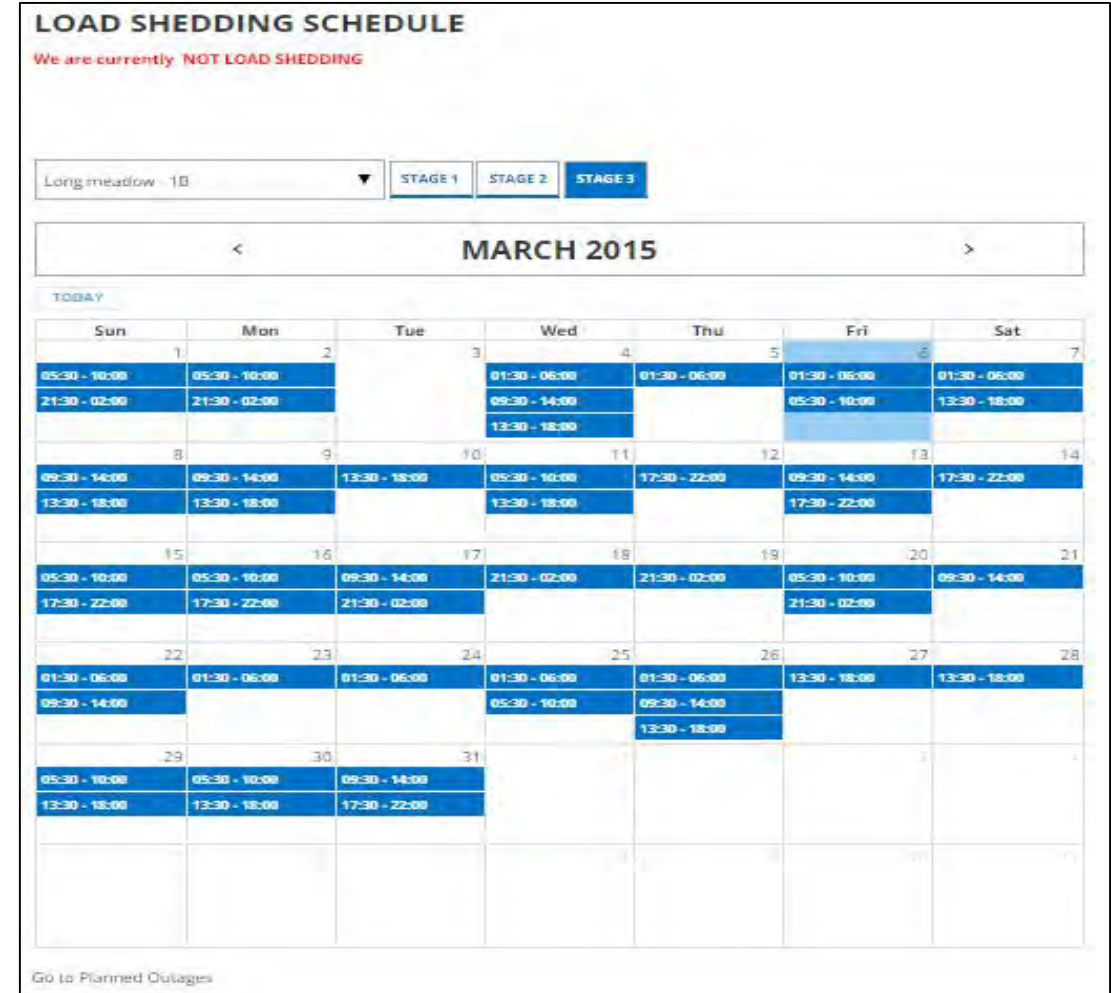 LOAD SHEDDING SCHEDULE
We are currently NOT LOAD SHEDDING
Long meadow - 1B ▼ STAGE 1 STAGE 2 STAGE 3
< MARCH 2015 >
TODAY
Sun Mon Tue Wed Thu Fri Sat
1 2 3 4 5 6 7
05:30 - 10:00 05:30 - 10:00 01:30 - 06:00 01:30 - 06:00 01:30 - 06:00 01:30 - 06:00
21:30 - 02:00 21:30 - 02:00 09:30 - 14:00 05:30 - 10:00 13:30 - 18:00
13:30 - 18:00
8 9 10 11 12 13 14
09:30 - 14:00 09:30 - 14:00 13:30 - 18:00 05:30 - 10:00 17:30 - 22:00 09:30 - 14:00 17:30 - 22:00
13:30 - 18:00 13:30 - 18:00 13:30 - 18:00 17:30 - 22:00
15 16 17 18 19 20 21
05:30 - 10:00 05:30 - 10:00 09:30 - 14:00 21:30 - 02:00 21:30 - 02:00 05:30 - 10:00 09:30 - 14:00
17:30 - 22:00 17:30 - 22:00 21:30 - 02:00 21:30 - 02:00
22 23 24 25 26 27 28
01:30 - 06:00 01:30 - 06:00 01:30 - 06:00 01:30 - 06:00 01:30 - 06:00 13:30 - 18:00 13:30 - 18:00
09:30 - 14:00 05:30 - 10:00 09:30 - 14:00
13:30 - 18:00
29 30 31
05:30 - 10:00 05:30 - 10:00 09:30 - 14:00
13:30 - 18:00 13:30 - 18:00 17:30 - 22:00
Go to Planned Outages